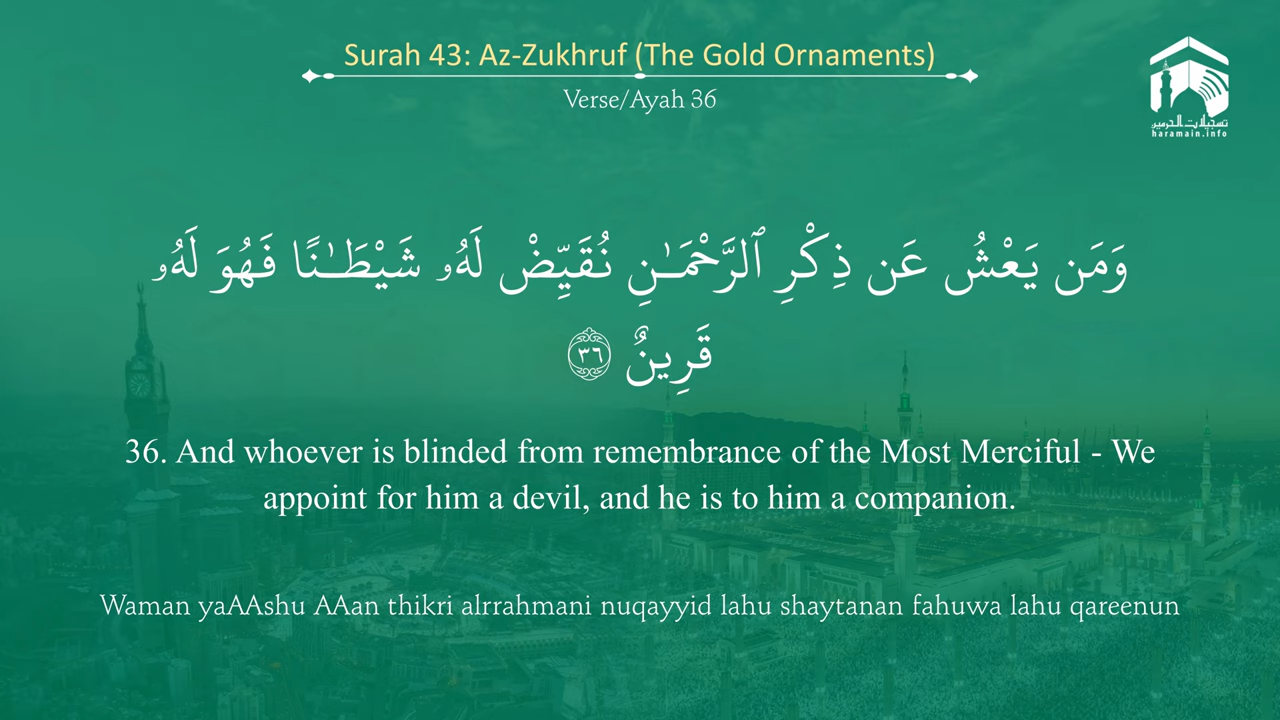 Surah 43: Az-Zukhruf (The Gold Ornaments)
Verse/Ayah 36
تسجيلات الحرمين
haramain.info
وَمَن يَعْشُ عَن ذِكْرِ ٱلرَّحْمَـٰنِ نُقَيِّضْ لَهُۥ شَيْطَـٰنًا فَهُوَ لَهُۥ
قَرِينٌ ٣٦
36. And whoever is blinded from remembrance of the Most Merciful - We
appoint for him a devil, and he is to him a companion.
Waman yaAAshu AAan thikri alrrahmani nuqayyid lahu shaytanan fahuwa lahu qareenun